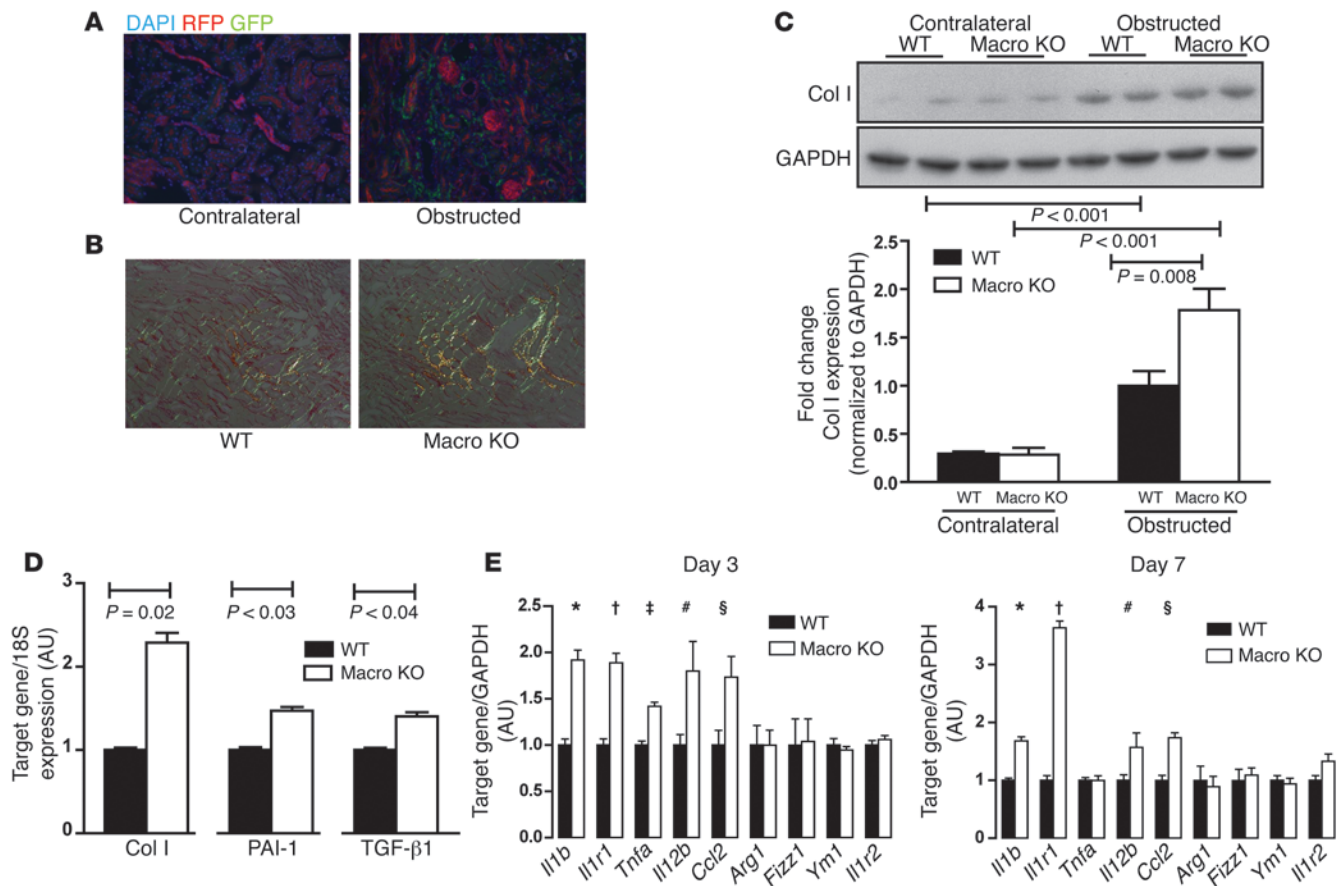 A
DAPI RFP GFP
Contralateral
Obstructed
B
WT
Macro KO
C
Contralateral
Obstructed
WT
Macro KO
WT
Macro KO
Col I
GAPDH
P < 0.001
P < 0.001
P = 0.008
WT
Macro KO
Fold change
Col I expression
(normalized to GAPDH)
2.5
2.0
1.5
1.0
0.5
0.0
WT
Macro KO
WT
Macro KO
Contralateral
Obstructed
D
Target gene/18S
expression (AU)
3
2
1
0
P = 0.02
P < 0.03
P < 0.04
WT
Macro KO
Col I
PAI-1
TGF-β1
E
Day 3
Target gene/GAPDH
(AU)
2.5
2.0
1.5
1.0
0.5
0.0
* † ‡ # §
WT
Macro KO
Il1b
Il1r1
Tnfa
Il12b
Ccl2
Arg1
Fizz1
Ym1
Il1r2
Day 7
Target gene/GAPDH
(AU)
4
3
2
1
0
* † # §
WT
Macro KO
Il1b
Il1r1
Tnfa
Il12b
Ccl2
Arg1
Fizz1
Ym1
Il1r2